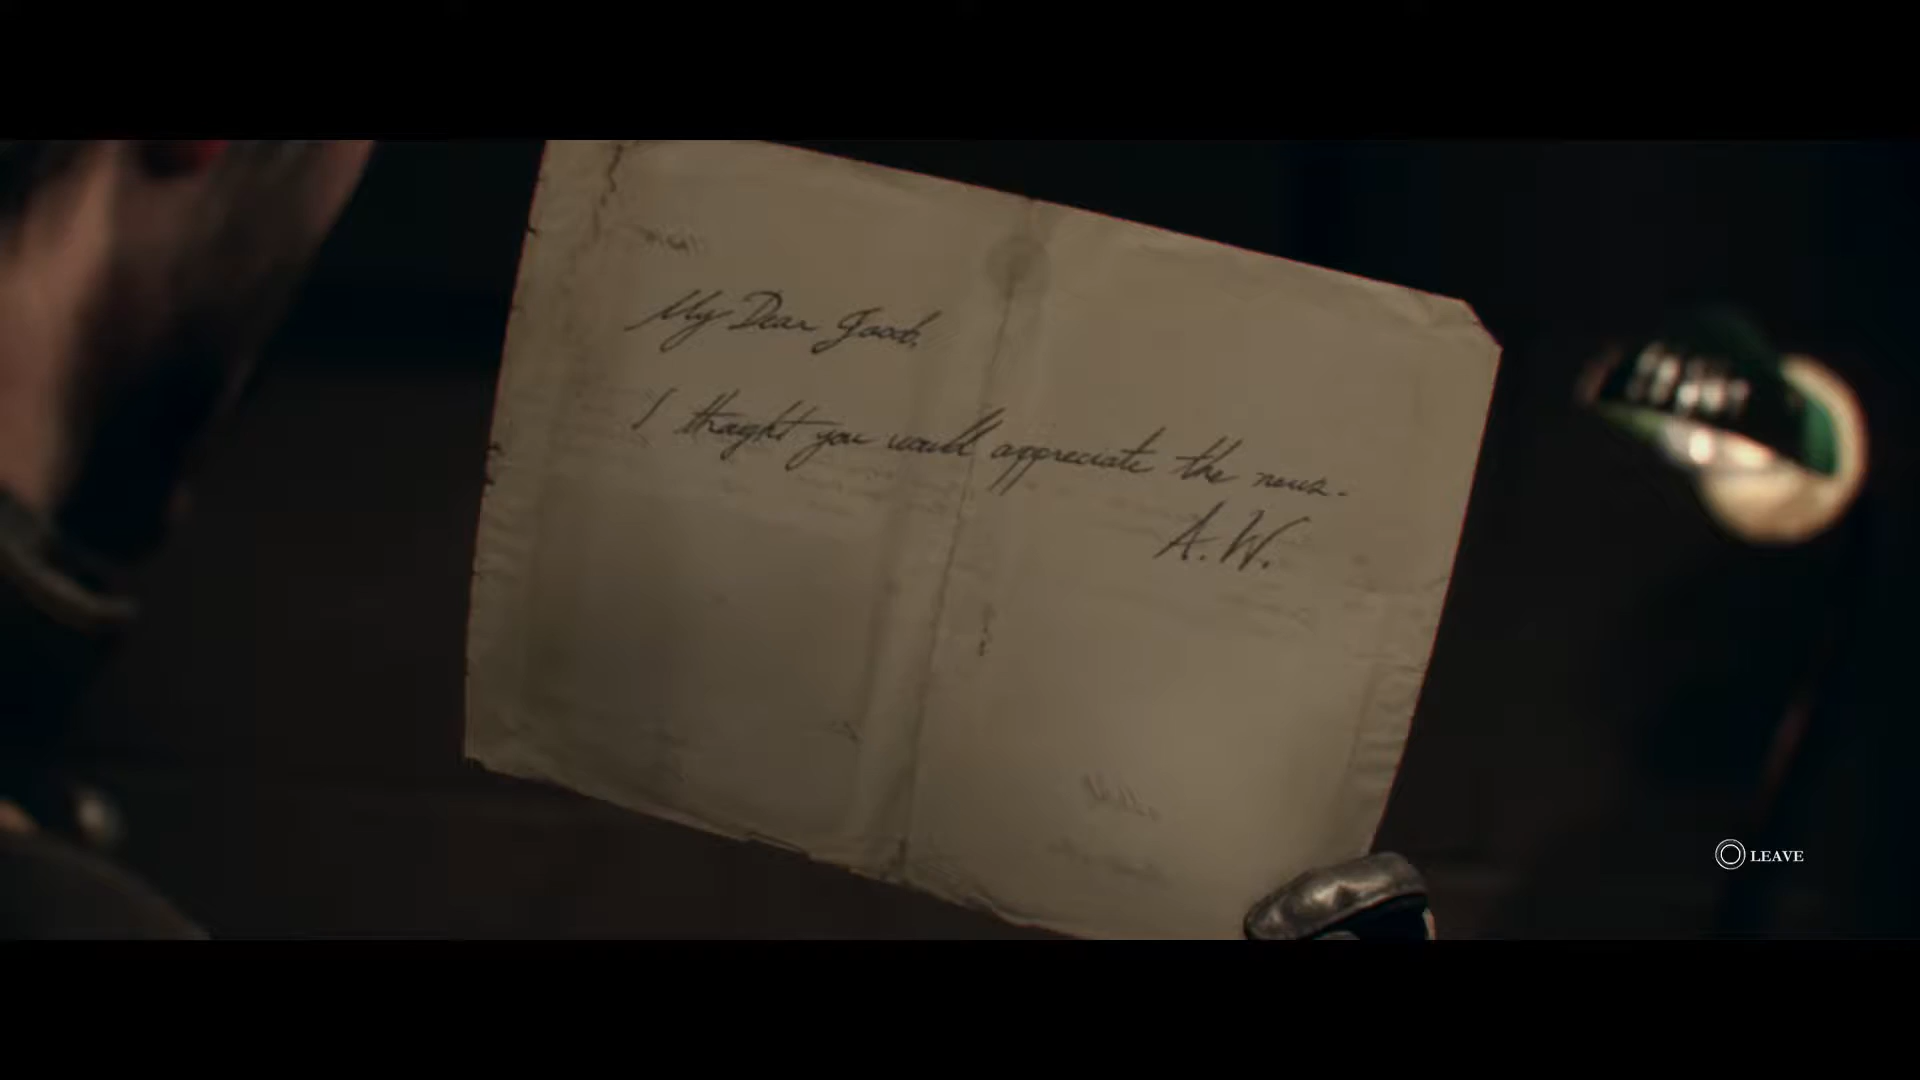 My Dear Jacob,
I thought you would appreciate the news.
A.W.
LEAVE